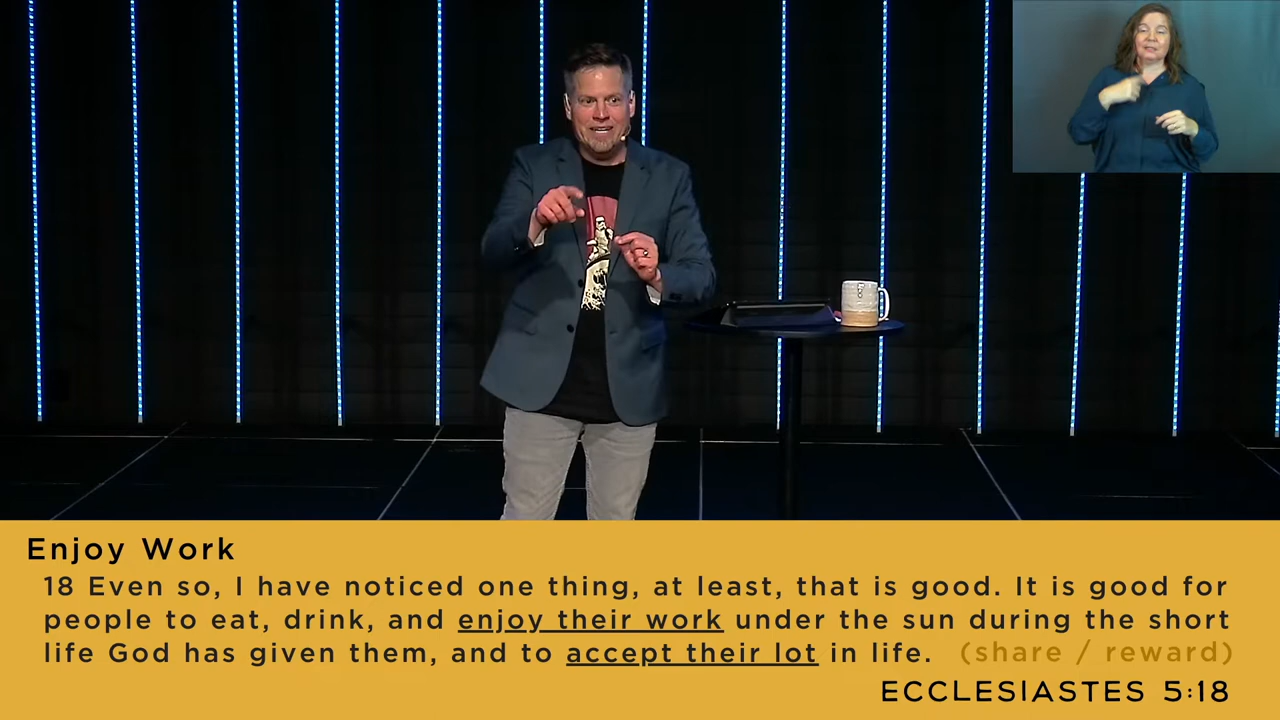 Enjoy Work
18 Even so, I have noticed one thing, at least, that is good. It is good for
people to eat, drink, and enjoy their work under the sun during the short
life God has given them, and to accept their lot in life. (share / reward)
ECCLESIASTES 5:18